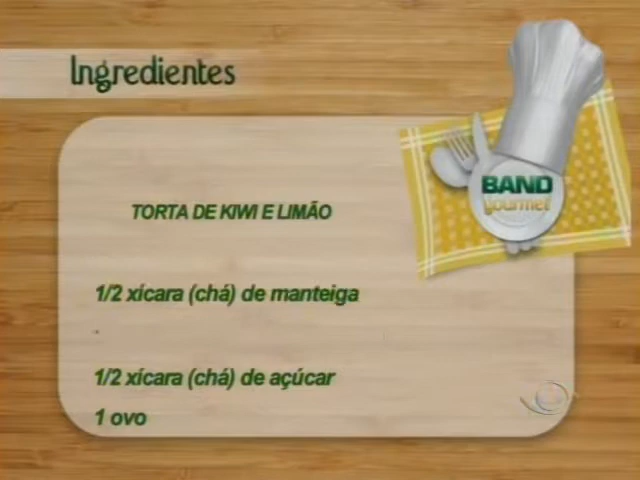 Ingredientes
BAND
gourmet
TORTA DE KIWI E LIMÃO
1/2 xícara (chá) de manteiga
1/2 xícara (chá) de açúcar
1 ovo